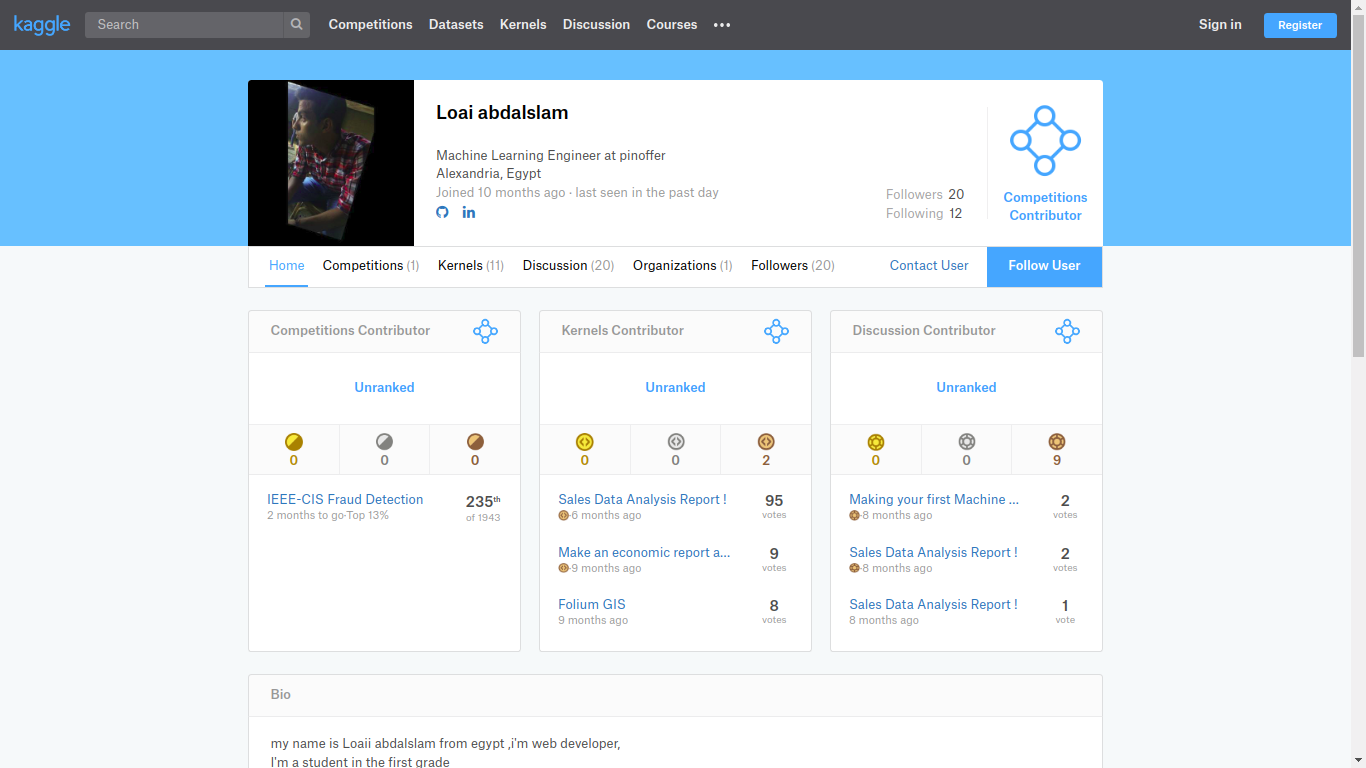 kaggle
Search
Competitions Datasets Kernels Discussion Courses •••
Sign in
Register
Loai abdalslam
Machine Learning Engineer at pinoffer
Alexandria, Egypt
Joined 10 months ago · last seen in the past day
in
Followers 20
Following 12
Competitions
Contributor
Home Competitions (1) Kernels (11) Discussion (20) Organizations (1) Followers (20)
Contact User
Follow User
Competitions Contributor
Unranked
0 0 0
IEEE-CIS Fraud Detection 235th
2 months to go·Top 13% of 1943
Kernels Contributor
Unranked
0 0 2
Sales Data Analysis Report ! 95
·6 months ago votes
Make an economic report a... 9
·9 months ago votes
Folium GIS 8
9 months ago votes
Discussion Contributor
Unranked
0 0 9
Making your first Machine ... 2
·8 months ago votes
Sales Data Analysis Report ! 2
·8 months ago votes
Sales Data Analysis Report ! 1
8 months ago vote
Bio
my name is Loaii abdalslam from egypt ,i'm web developer,
I'm a student in the first grade